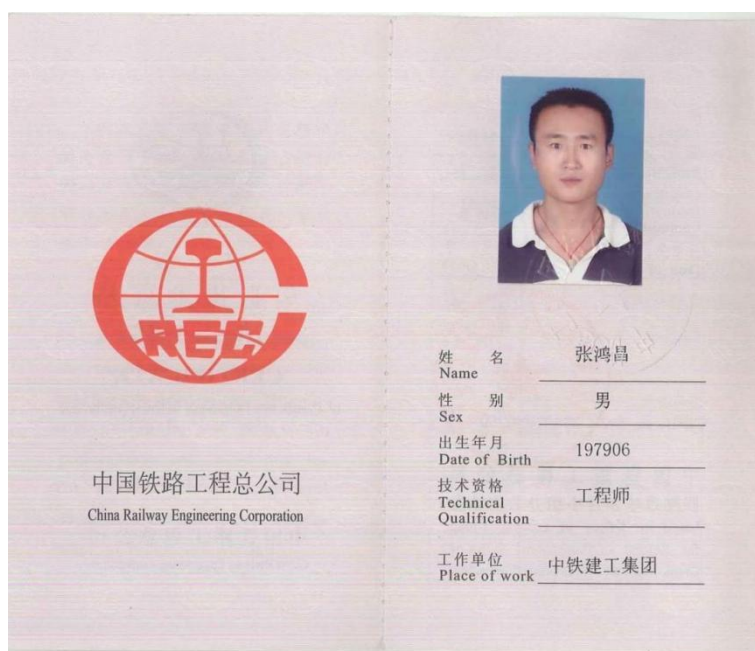 CREC
中国铁路工程总公司
China Railway Engineering Corporation
姓 名 张鸿昌
Name
性 别 男
Sex
出生年月 197906
Date of Birth
技术资格 工程师
Technical
Qualification
工作单位 中铁建工集团
Place of work